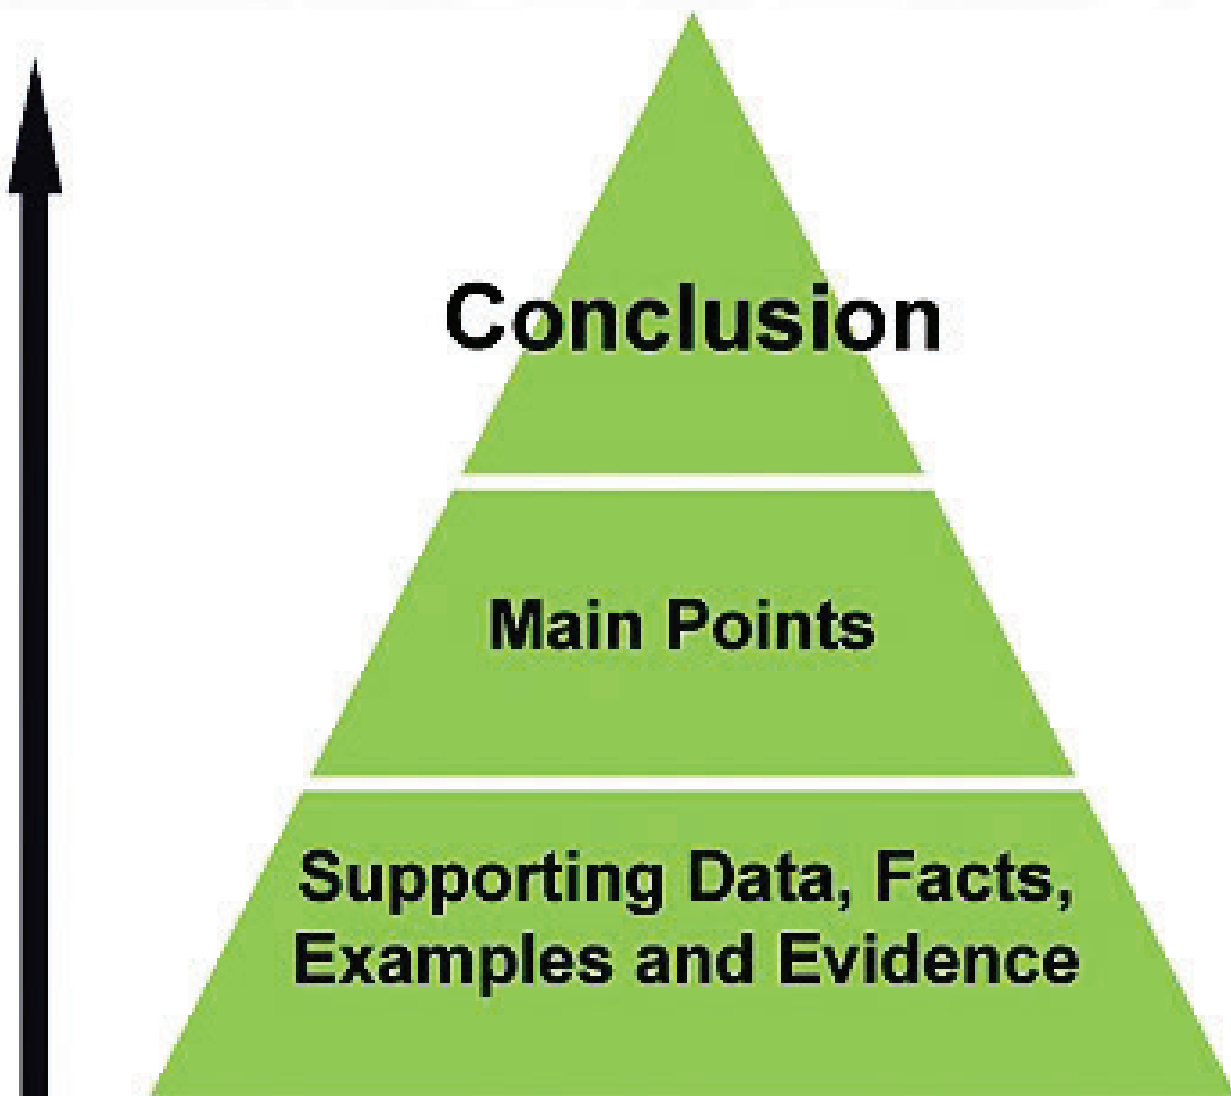 Conclusion
Main Points
Supporting Data, Facts,
Examples and Evidence